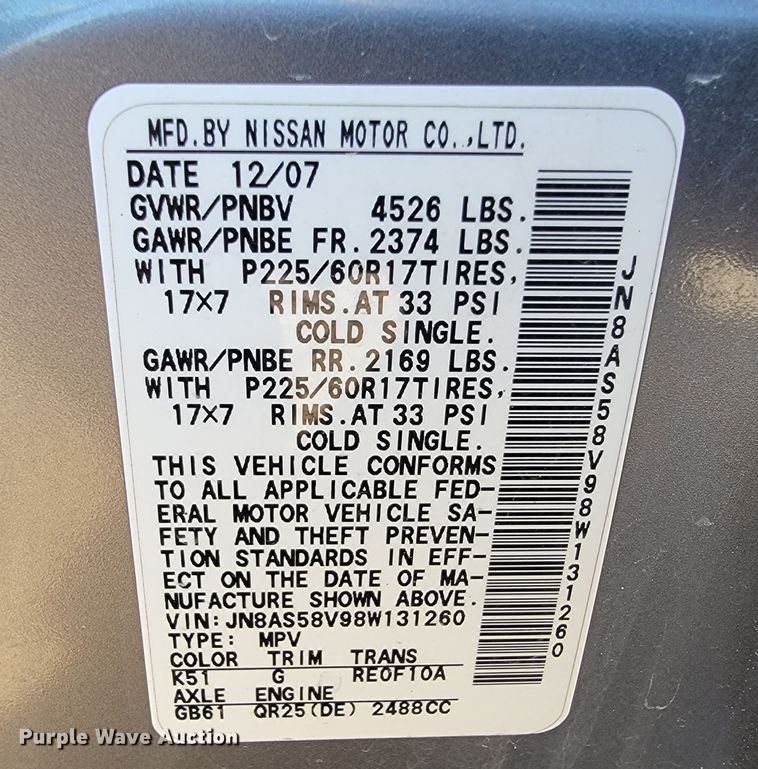 MFD.BY NISSAN MOTOR CO.,LTD.
DATE 12/07
GVWR/PNBV 4526 LBS.
GAWR/PNBE FR.2374 LBS.
WITH P225/60R17TIRES,
17×7 RIMS.AT 33 PSI
COLD SINGLE.
GAWR/PNBE RR.2169 LBS.
WITH P225/60R17TIRES,
17×7 RIMS.AT 33 PSI
COLD SINGLE.
THIS VEHICLE CONFORMS
TO ALL APPLICABLE FED-
ERAL MOTOR VEHICLE SA-
FETY AND THEFT PREVEN-
TION STANDARDS IN EFF-
ECT ON THE DATE OF MA-
NUFACTURE SHOWN ABOVE.
VIN:JN8AS58V98W131260
TYPE: MPV
COLOR TRIM TRANS
K51 G RE0F10A
AXLE ENGINE
GB61 QR25(DE) 2488CC
JN8AS58V98W131260
Purple Wave Auction